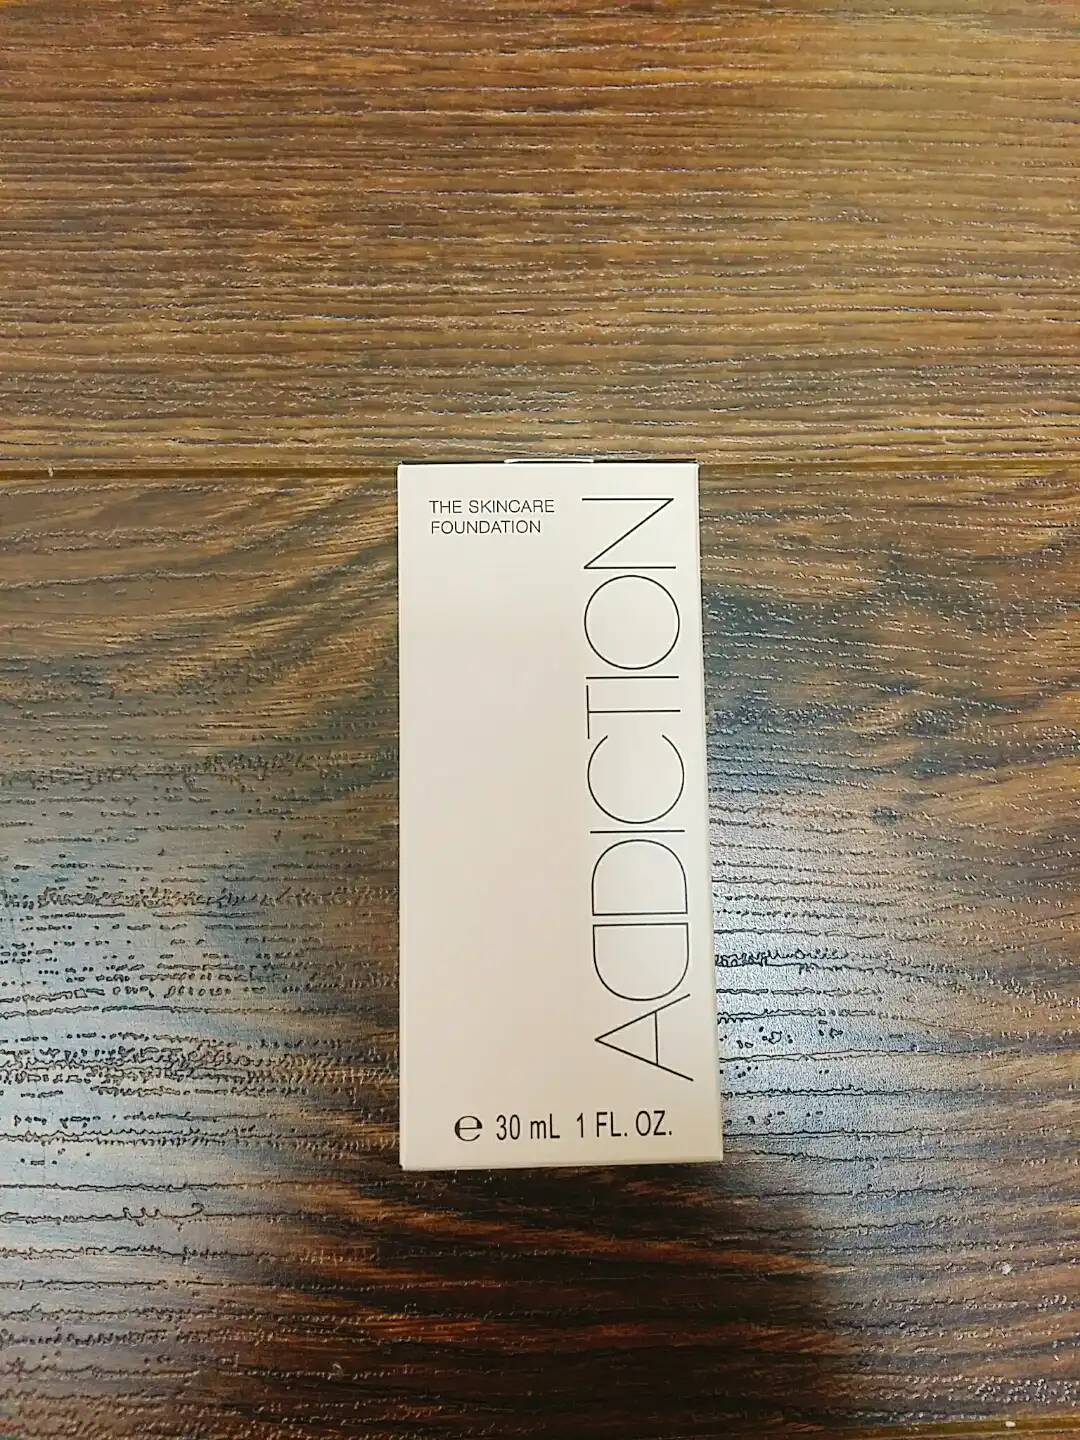 THE SKINCARE
FOUNDATION
ADDICTION
℮ 30 mL 1 FL. OZ.